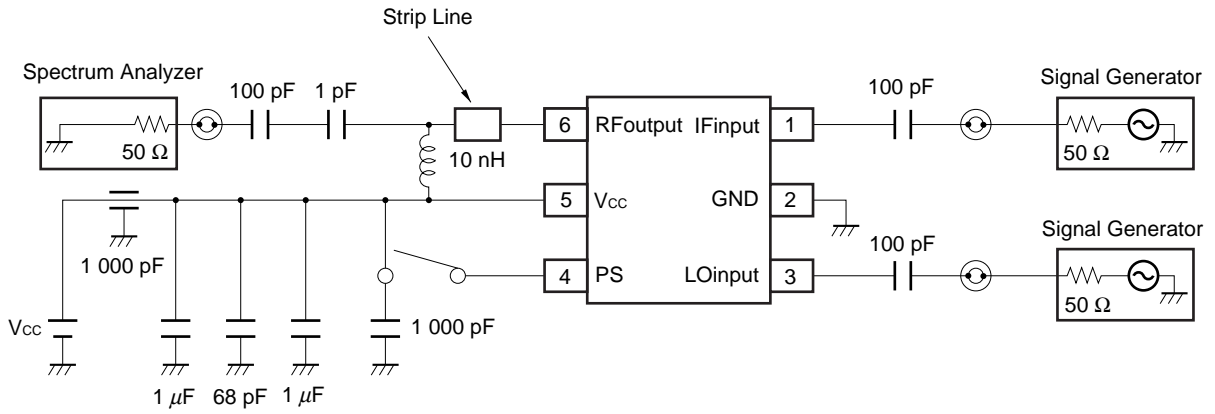 Strip Line
Spectrum Analyzer
100 pF
1 pF
100 pF
Signal Generator
6
RFoutput
IFinput
1
50 Ω
10 nH
50 Ω
5
VCC
GND
2
Signal Generator
100 pF
1 000 pF
4
PS
LOinput
3
50 Ω
VCC
1 000 pF
1 μF
68 pF
1 μF